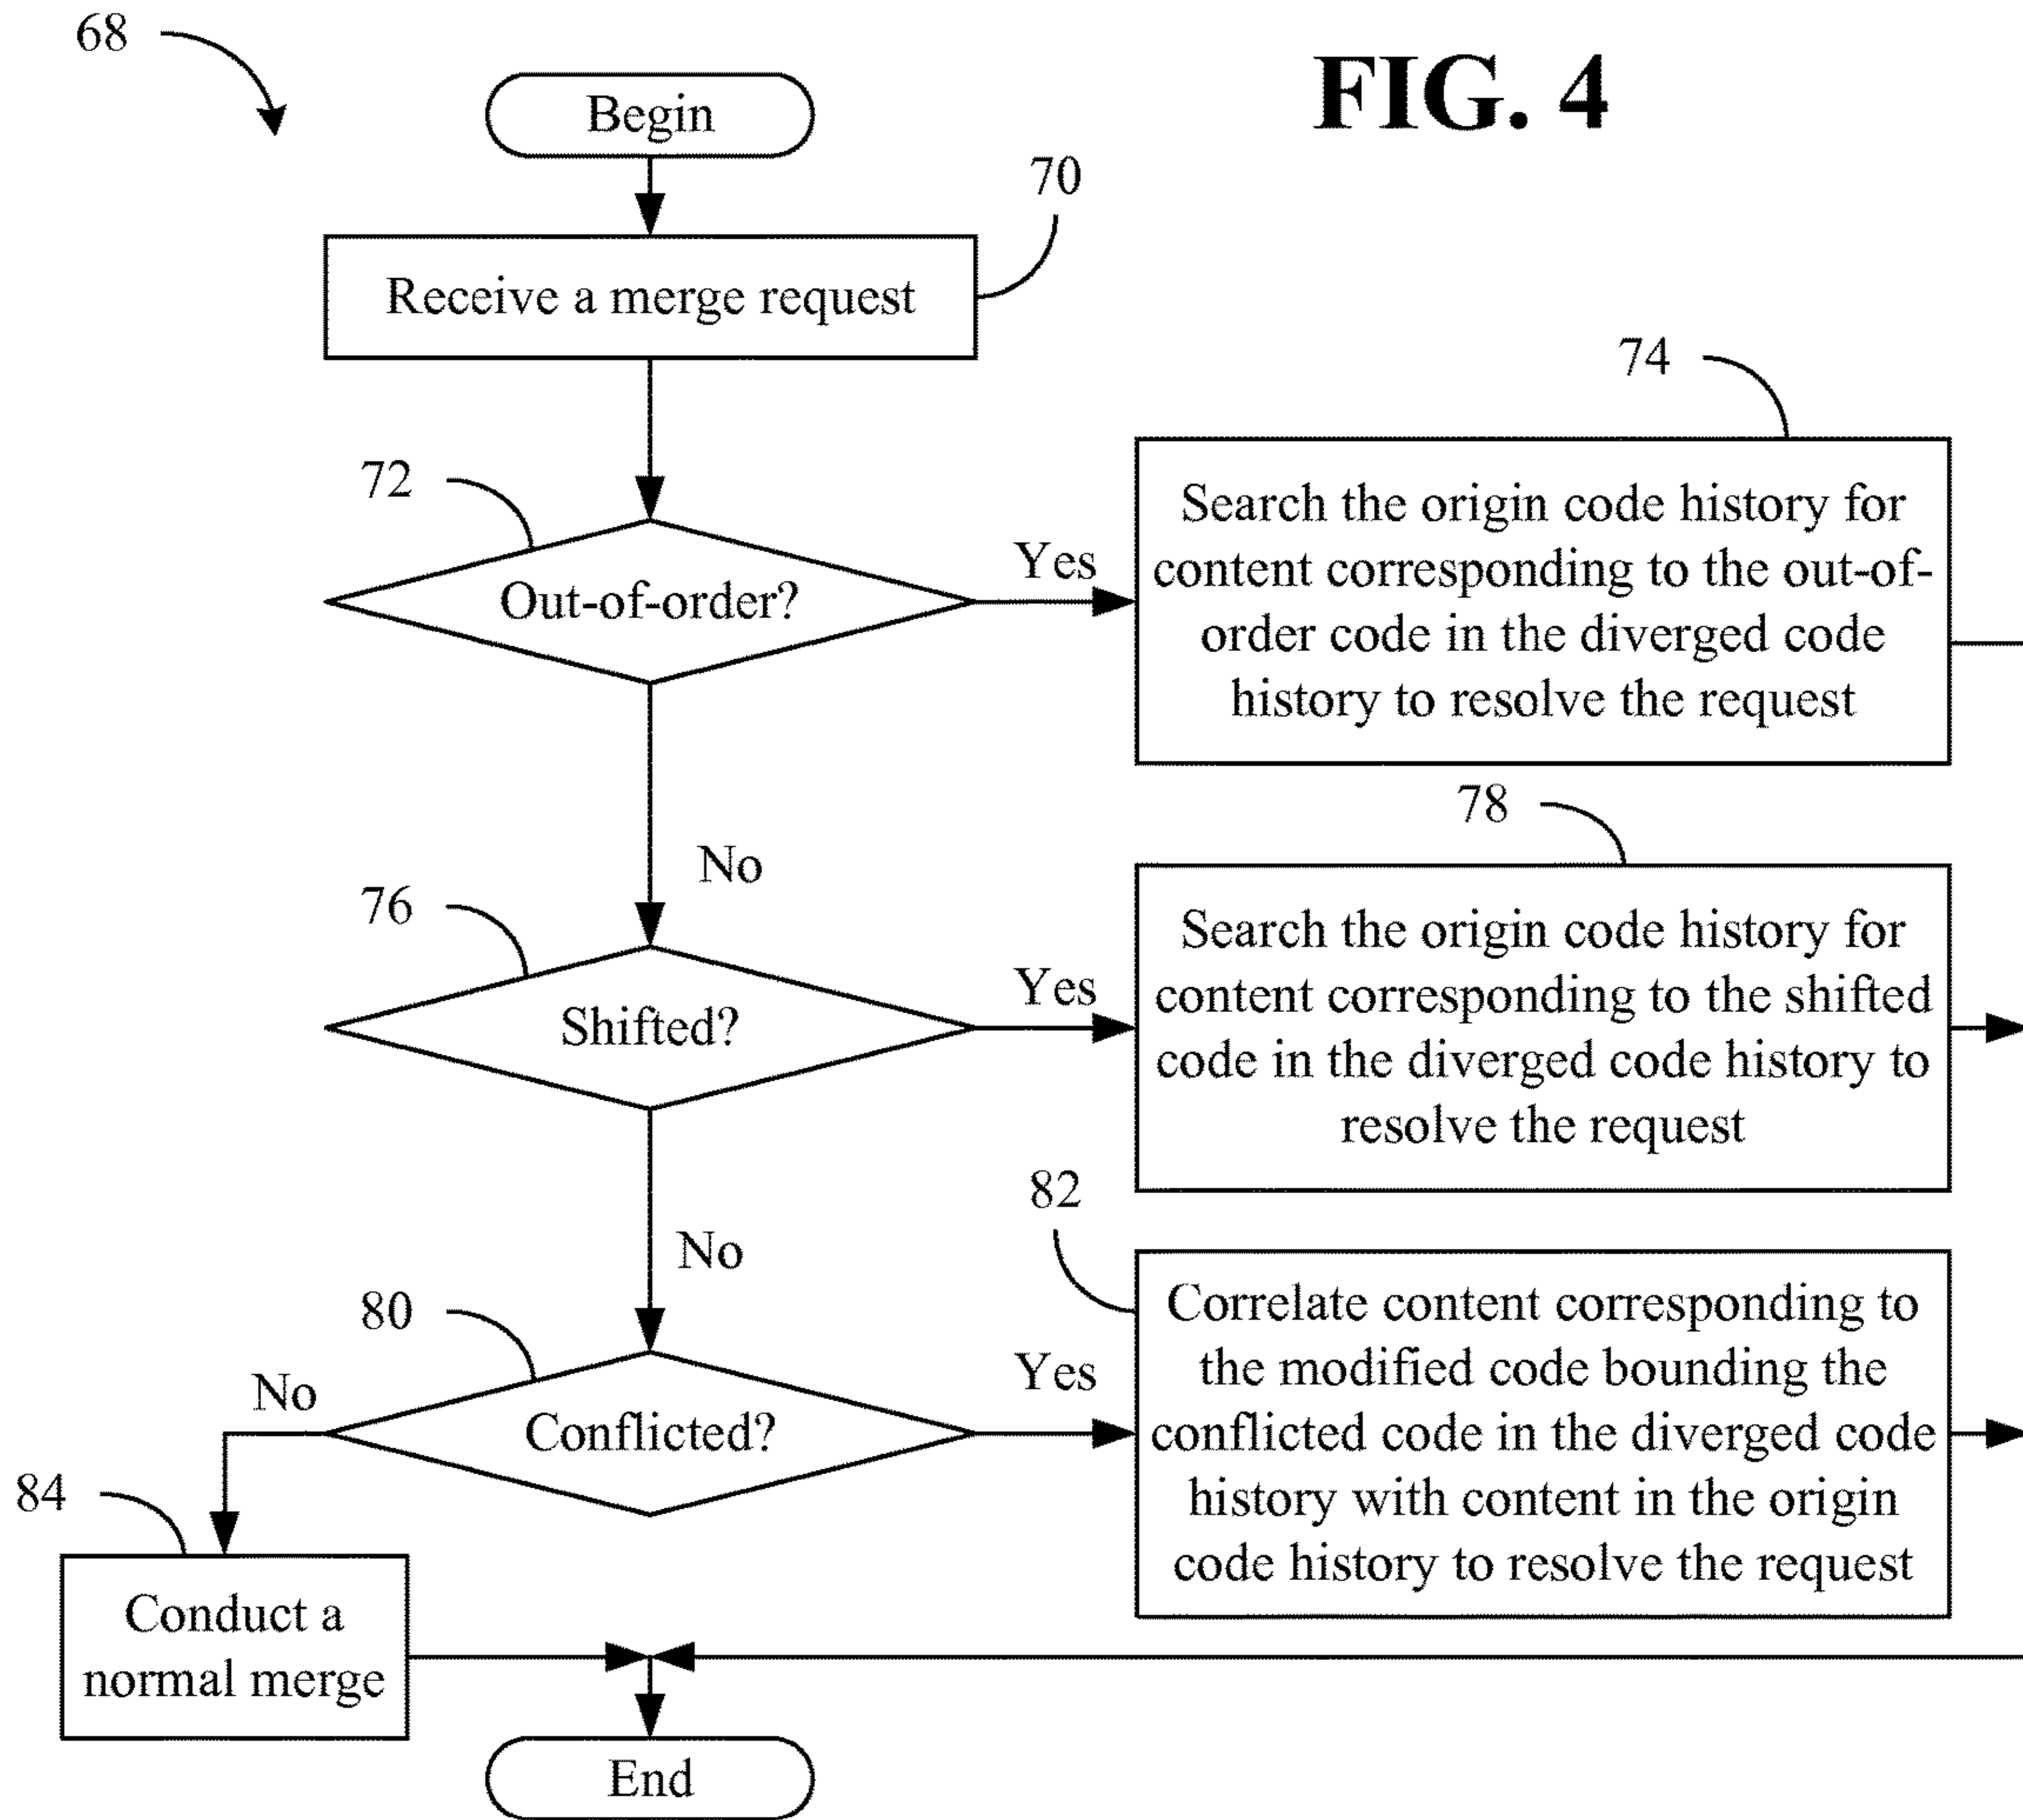 68
FIG. 4
Begin
70
Receive a merge request
74
72
Out-of-order?
Yes
Search the origin code history for
content corresponding to the out-of-
order code in the diverged code
history to resolve the request
No
78
76
Shifted?
Yes
Search the origin code history for
content corresponding to the shifted
code in the diverged code history to
resolve the request
No
82
80
No
Conflicted?
Yes
Correlate content corresponding to
the modified code bounding the
conflicted code in the diverged code
history with content in the origin
code history to resolve the request
84
Conduct a
normal merge
End